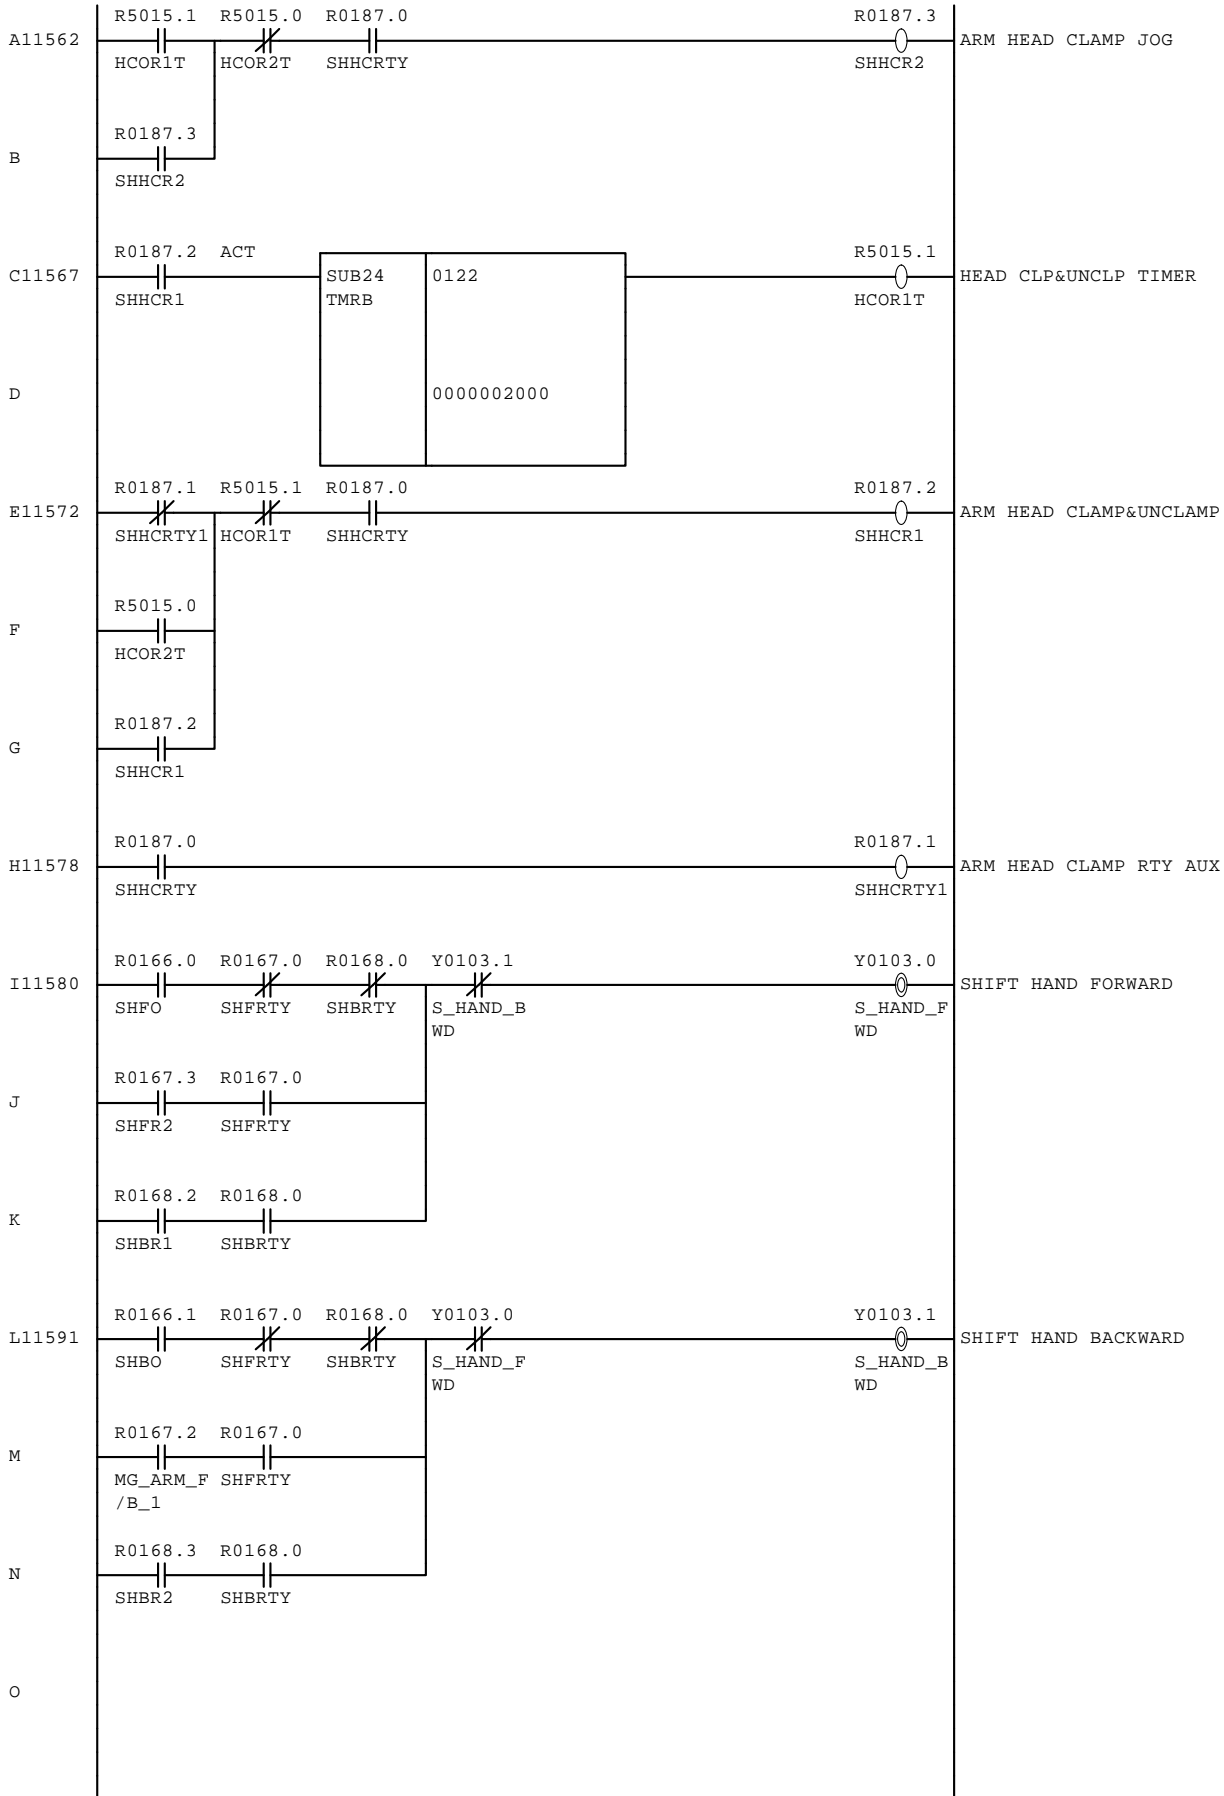 R5015.1 R5015.0 R0187.0 R0187.3
A11562 ARM HEAD CLAMP JOG
HCOR1T HCOR2T SHHCRTY SHHCR2
R0187.3
B
SHHCR2
R0187.2 ACT R5015.1
C11567 SUB24 0122 HEAD CLP&UNCLP TIMER
SHHCR1 TMRB HCOR1T
D 0000002000
R0187.1 R5015.1 R0187.0 R0187.2
E11572 ARM HEAD CLAMP&UNCLAMP
SHHCRTY1 HCOR1T SHHCRTY SHHCR1
R5015.0
F
HCOR2T
R0187.2
G
SHHCR1
R0187.0 R0187.1
H11578 ARM HEAD CLAMP RTY AUX
SHHCRTY SHHCRTY1
R0166.0 R0167.0 R0168.0 Y0103.1 Y0103.0
I11580 SHIFT HAND FORWARD
SHFO SHFRTY SHBRTY S_HAND_B S_HAND_F
WD WD
R0167.3 R0167.0
J
SHFR2 SHFRTY
R0168.2 R0168.0
K
SHBR1 SHBRTY
R0166.1 R0167.0 R0168.0 Y0103.0 Y0103.1
L11591 SHIFT HAND BACKWARD
SHBO SHFRTY SHBRTY S_HAND_F S_HAND_B
WD WD
R0167.2 R0167.0
M
MG_ARM_F SHFRTY
/B_1
R0168.3 R0168.0
N
SHBR2 SHBRTY
O